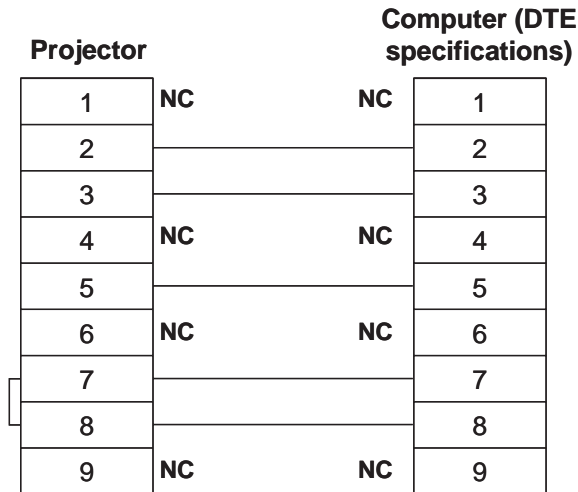 Computer (DTE
Projector specifications)
1 NC NC 1
2 2
3 3
4 NC NC 4
5 5
6 NC NC 6
7 7
8 8
9 NC NC 9